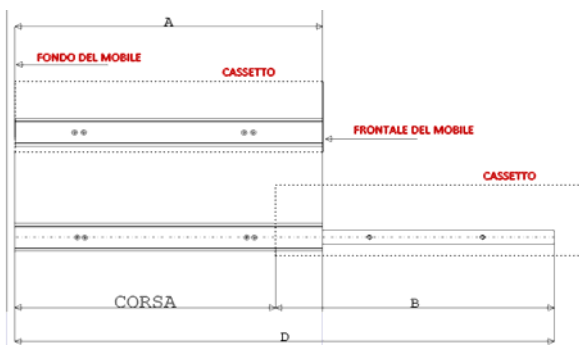 A
FONDO DEL MOBILE
CASSETTO
FRONTALE DEL MOBILE
CASSETTO
CORSA
B
D